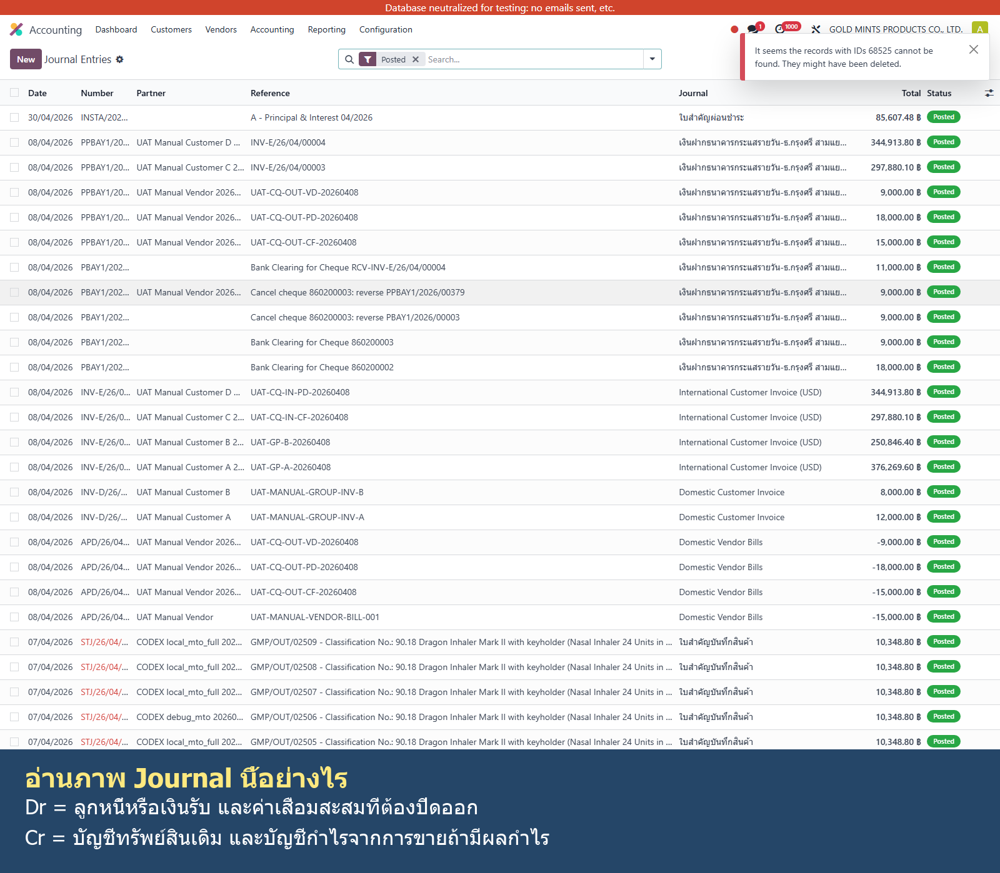 Database neutralized for testing: no emails sent, etc.
Accounting Dashboard Customers Vendors Accounting Reporting Configuration 1 1000 GOLD MINTS PRODUCTS CO., LTD. A
New Journal Entries Posted Search...
It seems the records with IDs 68525 cannot be found. They might have been deleted.
Date Number Partner Reference Journal Total Status
30/04/2026 INSTA/202... A - Principal & Interest 04/2026 ใบสำคัญผ่อนชำระ 85,607.48 ฿ Posted
08/04/2026 PPBAY1/20... UAT Manual Customer D ... INV-E/26/04/00004 เงินฝากธนาคารกระแสรายวัน-ธ.กรุงศรี สามแย... 344,913.80 ฿ Posted
08/04/2026 PPBAY1/20... UAT Manual Customer C 2... INV-E/26/04/00003 เงินฝากธนาคารกระแสรายวัน-ธ.กรุงศรี สามแย... 297,880.10 ฿ Posted
08/04/2026 PPBAY1/20... UAT Manual Vendor 2026... UAT-CQ-OUT-VD-20260408 เงินฝากธนาคารกระแสรายวัน-ธ.กรุงศรี สามแย... 9,000.00 ฿ Posted
08/04/2026 PPBAY1/20... UAT Manual Vendor 2026... UAT-CQ-OUT-PD-20260408 เงินฝากธนาคารกระแสรายวัน-ธ.กรุงศรี สามแย... 18,000.00 ฿ Posted
08/04/2026 PPBAY1/20... UAT Manual Vendor 2026... UAT-CQ-OUT-CF-20260408 เงินฝากธนาคารกระแสรายวัน-ธ.กรุงศรี สามแย... 15,000.00 ฿ Posted
08/04/2026 PBAY1/202... Bank Clearing for Cheque RCV-INV-E/26/04/00004 เงินฝากธนาคารกระแสรายวัน-ธ.กรุงศรี สามแย... 11,000.00 ฿ Posted
08/04/2026 PBAY1/202... UAT Manual Vendor 2026... Cancel cheque 860200003: reverse PPBAY1/2026/00379 เงินฝากธนาคารกระแสรายวัน-ธ.กรุงศรี สามแย... 9,000.00 ฿ Posted
08/04/2026 PBAY1/202... Cancel cheque 860200003: reverse PBAY1/2026/00003 เงินฝากธนาคารกระแสรายวัน-ธ.กรุงศรี สามแย... 9,000.00 ฿ Posted
08/04/2026 PBAY1/202... Bank Clearing for Cheque 860200003 เงินฝากธนาคารกระแสรายวัน-ธ.กรุงศรี สามแย... 9,000.00 ฿ Posted
08/04/2026 PBAY1/202... Bank Clearing for Cheque 860200002 เงินฝากธนาคารกระแสรายวัน-ธ.กรุงศรี สามแย... 18,000.00 ฿ Posted
08/04/2026 INV-E/26/0... UAT Manual Customer D ... UAT-CQ-IN-PD-20260408 International Customer Invoice (USD) 344,913.80 ฿ Posted
08/04/2026 INV-E/26/0... UAT Manual Customer C 2... UAT-CQ-IN-CF-20260408 International Customer Invoice (USD) 297,880.10 ฿ Posted
08/04/2026 INV-E/26/0... UAT Manual Customer B 2... UAT-GP-B-20260408 International Customer Invoice (USD) 250,846.40 ฿ Posted
08/04/2026 INV-E/26/0... UAT Manual Customer A 2... UAT-GP-A-20260408 International Customer Invoice (USD) 376,269.60 ฿ Posted
08/04/2026 INV-D/26/... UAT Manual Customer B UAT-MANUAL-GROUP-INV-B Domestic Customer Invoice 8,000.00 ฿ Posted
08/04/2026 INV-D/26/... UAT Manual Customer A UAT-MANUAL-GROUP-INV-A Domestic Customer Invoice 12,000.00 ฿ Posted
08/04/2026 APD/26/04... UAT Manual Vendor 2026... UAT-CQ-OUT-VD-20260408 Domestic Vendor Bills -9,000.00 ฿ Posted
08/04/2026 APD/26/04... UAT Manual Vendor 2026... UAT-CQ-OUT-PD-20260408 Domestic Vendor Bills -18,000.00 ฿ Posted
08/04/2026 APD/26/04... UAT Manual Vendor 2026... UAT-CQ-OUT-CF-20260408 Domestic Vendor Bills -15,000.00 ฿ Posted
08/04/2026 APD/26/04... UAT Manual Vendor UAT-MANUAL-VENDOR-BILL-001 Domestic Vendor Bills -15,000.00 ฿ Posted
07/04/2026 STJ/26/04/... CODEX local_mto_full 202... GMP/OUT/02509 - Classification No.: 90.18 Dragon Inhaler Mark II with keyholder (Nasal Inhaler 24 Units in ... ใบสำคัญบันทึกสินค้า 10,348.80 ฿ Posted
07/04/2026 STJ/26/04/... CODEX local_mto_full 202... GMP/OUT/02508 - Classification No.: 90.18 Dragon Inhaler Mark II with keyholder (Nasal Inhaler 24 Units in ... ใบสำคัญบันทึกสินค้า 10,348.80 ฿ Posted
07/04/2026 STJ/26/04/... CODEX local_mto_full 202... GMP/OUT/02507 - Classification No.: 90.18 Dragon Inhaler Mark II with keyholder (Nasal Inhaler 24 Units in ... ใบสำคัญบันทึกสินค้า 10,348.80 ฿ Posted
07/04/2026 STJ/26/04/... CODEX debug_mto 20260... GMP/OUT/02506 - Classification No.: 90.18 Dragon Inhaler Mark II with keyholder (Nasal Inhaler 24 Units in ... ใบสำคัญบันทึกสินค้า 10,348.80 ฿ Posted
07/04/2026 STJ/26/04/... CODEX local_mto_full 202... GMP/OUT/02505 - Classification No.: 90.18 Dragon Inhaler Mark II with keyholder (Nasal Inhaler 24 Units in ... ใบสำคัญบันทึกสินค้า 10,348.80 ฿ Posted
อ่านภาพ Journal นี้อย่างไร
Dr = ลูกหนี้หรือเงินรับ และค่าเสื่อมสะสมที่ต้องปิดออก
Cr = บัญชีทรัพย์สินเดิม และบัญชีกำไรจากการขายถ้ามีผลกำไร